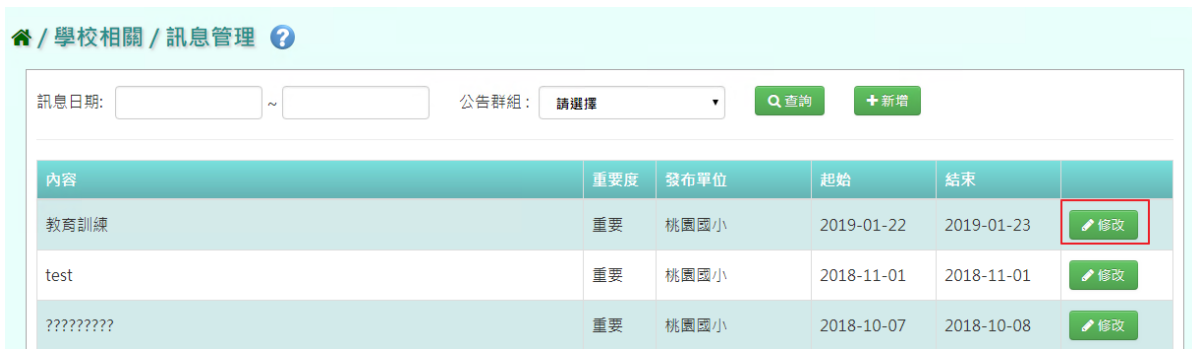 / 學校相關 / 訊息管理 ?
訊息日期: ~ 公告群組: 請選擇 查詢 +新增
內容 重要度 發布單位 起始 結束
教育訓練 重要 桃園國小 2019-01-22 2019-01-23 修改
test 重要 桃園國小 2018-11-01 2018-11-01 修改
????????? 重要 桃園國小 2018-10-07 2018-10-08 修改